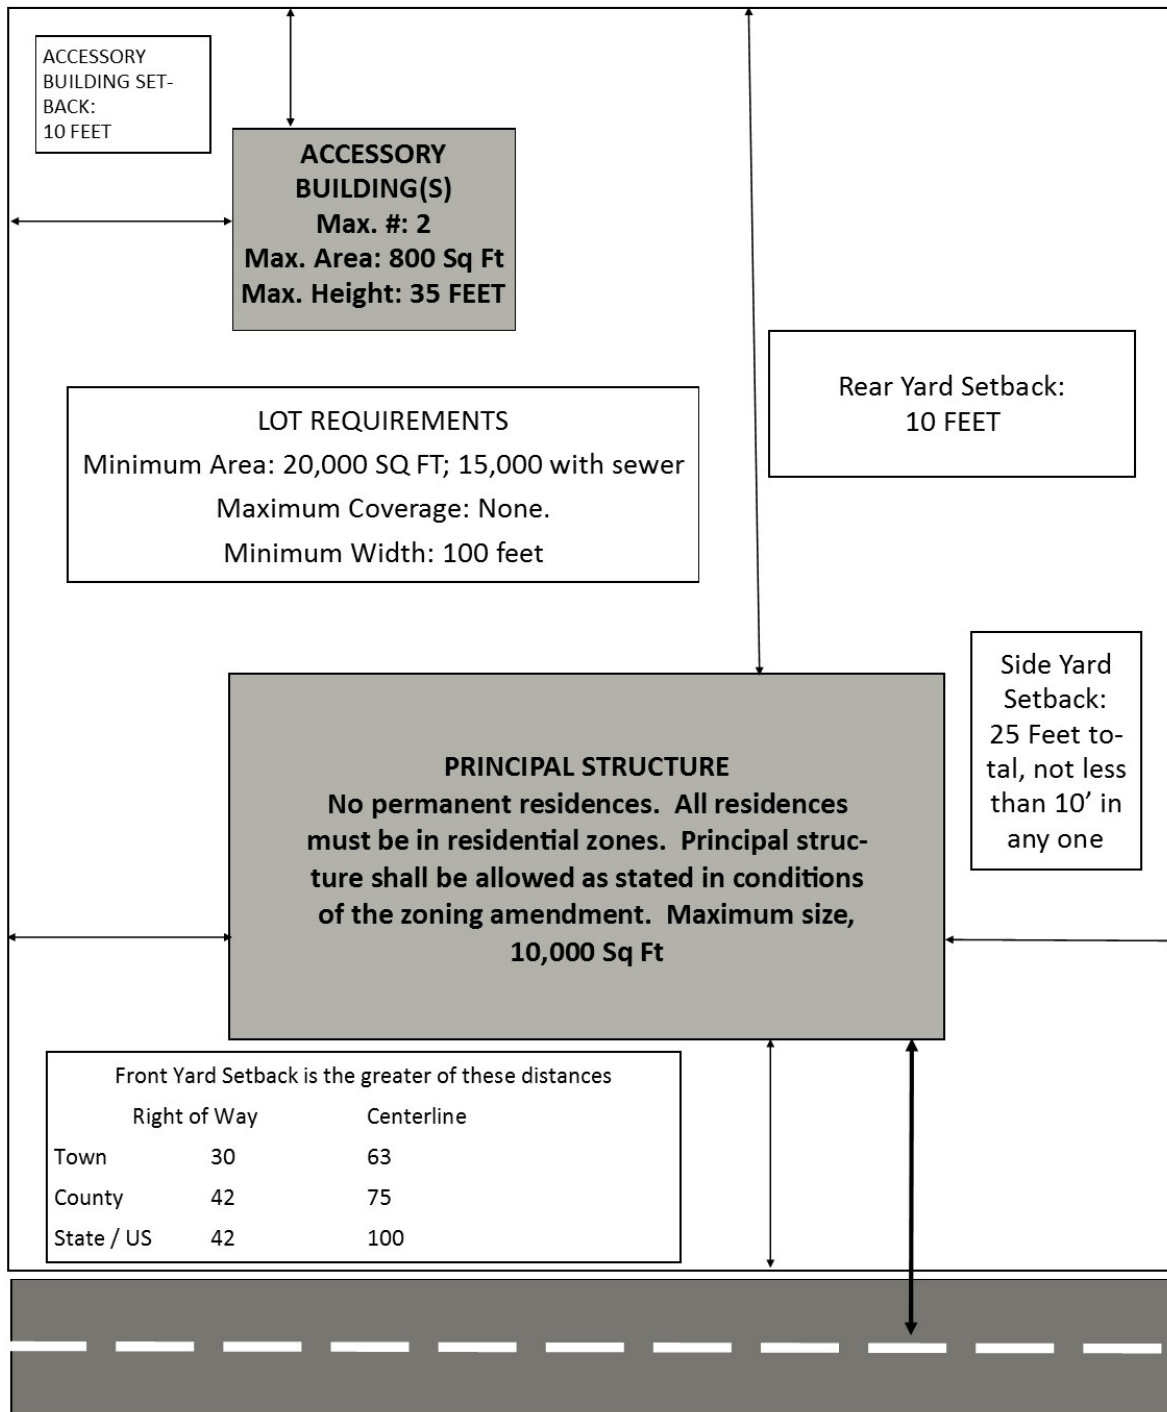 ACCESSORY
BUILDING SET-
BACK:
10 FEET
ACCESSORY
BUILDING(S)
Max. #: 2
Max. Area: 800 Sq Ft
Max. Height: 35 FEET
Rear Yard Setback:
10 FEET
LOT REQUIREMENTS
Minimum Area: 20,000 SQ FT; 15,000 with sewer
Maximum Coverage: None.
Minimum Width: 100 feet
Side Yard
Setback:
25 Feet to-
tal, not less
than 10’ in
any one
PRINCIPAL STRUCTURE
No permanent residences.  All residences
must be in residential zones.  Principal struc-
ture shall be allowed as stated in conditions
of the zoning amendment.  Maximum size,
10,000 Sq Ft
Front Yard Setback is the greater of these distances
Right of Way Centerline
Town 30 63
County 42 75
State / US 42 100